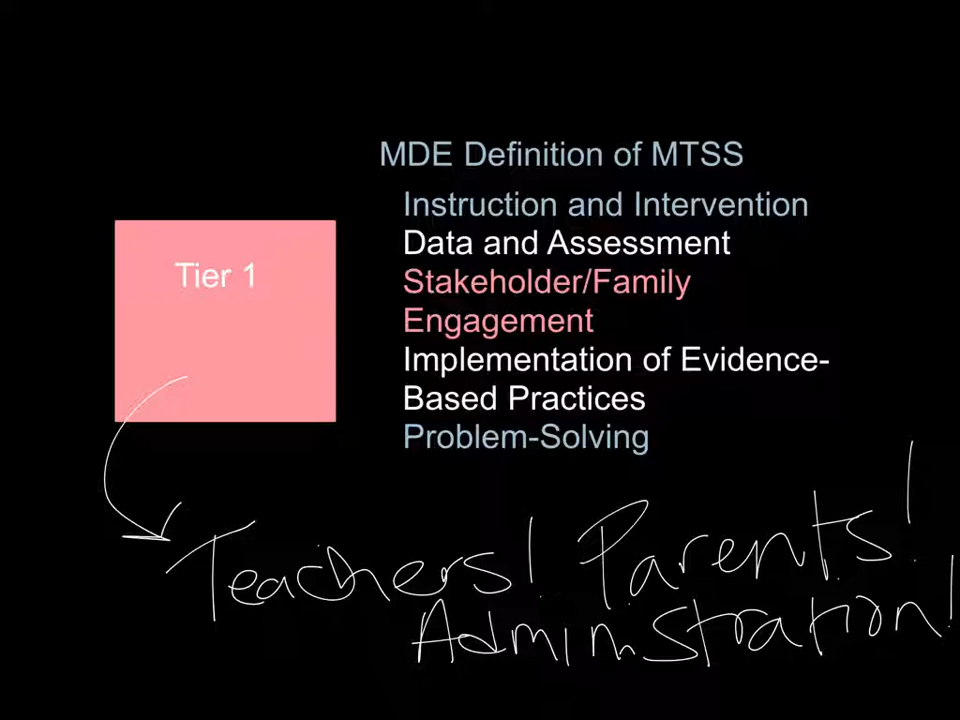 MDE Definition of MTSS
Instruction and Intervention
Data and Assessment
Stakeholder/Family
Engagement
Implementation of Evidence-
Based Practices
Problem-Solving
Tier 1
Teachers! Parents!
Administration!